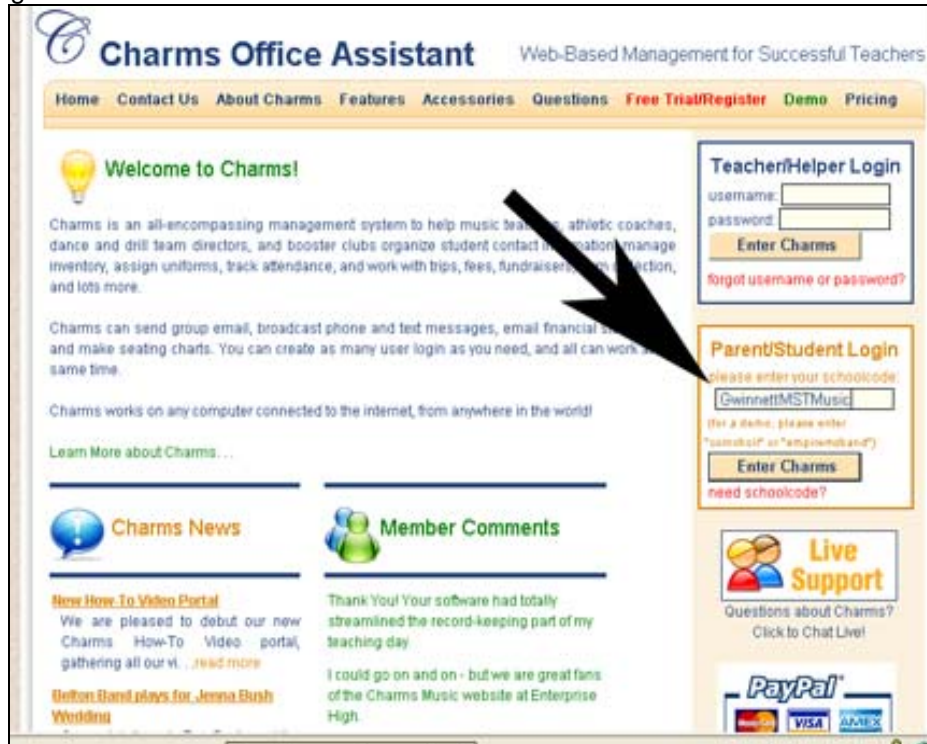 Charms Office Assistant
Web-Based Management for Successful Teachers
Home Contact Us About Charms Features Accessories Questions Free Trial/Register Demo Pricing
Welcome to Charms!
Charms is an all-encompassing management system to help music athletic coaches,
dance and drill team directors, and booster clubs organize student contact manage
inventory, assign uniforms, track attendance, and work with trips, fees,
and lots more.
Charms can send group email, broadcast phone and text messages, email financial
and make seating charts. You can create as many user login as you need, and all can work
same time.
Charms works on any computer connected to the internet, from anywhere in the world!
Learn More about Charms...
Charms News
New How-To Video Portal
We are pleased to debut our new
Charms How-To Video portal,
gathering all our vi. ...read more
Belton Band plays for Jenna Bush
Wedding
Member Comments
Thank You! Your software had totally
streamlined the record-keeping part of my
teaching day.
I could go on and on - but we are great fans
of the Charms Music website at Enterprise
High.
Teacher/Helper Login
username:
password:
Enter Charms
forgot username or password?
Parent/Student Login
please enter your schoolcode:
GwinnettMSTMusic
(for a demo, please enter
or
Enter Charms
need schoolcode?
Live
Support
Questions about Charms?
Click to Chat Live!
PayPal
VISA AMEX